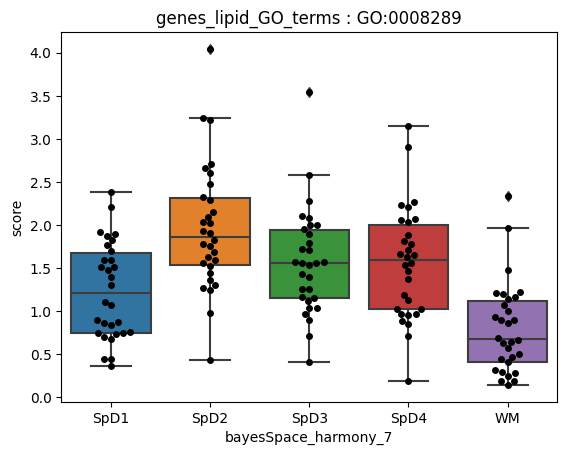 genes_lipid_GO_terms : GO:0008289
4.0
3.5
3.0
2.5
2.0
1.5
1.0
0.5
0.0
score
SpD1 SpD2 SpD3 SpD4 WM
bayesSpace_harmony_7